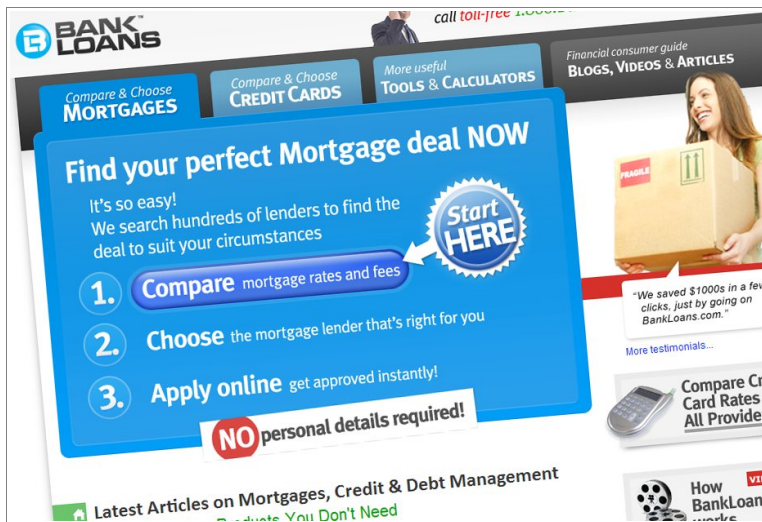 BANK
LOANS
call toll-free
Compare & Choose
MORTGAGES
Compare & Choose
CREDIT CARDS
More useful
TOOLS & CALCULATORS
Financial consumer guide
BLOGS, VIDEOS & ARTICLES
Find your perfect Mortgage deal NOW
It's so easy!
We search hundreds of lenders to find the
deal to suit your circumstances
Start
HERE
1. Compare mortgage rates and fees
2. Choose the mortgage lender that's right for you
3. Apply online get approved instantly!
NO personal details required!
FRAGILE
"We saved $1000s in a few
clicks, just by going on
BankLoans.com."
More testimonials...
Compare
Card Rates
All
How
works
Latest Articles on Mortgages, Credit & Debt Management
You Don't Need